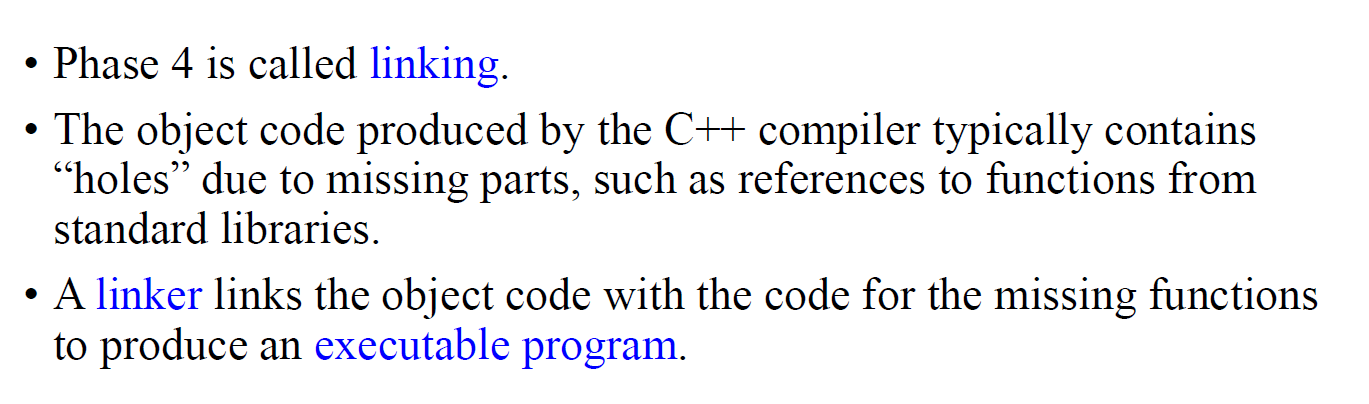 • Phase 4 is called linking.
• The object code produced by the C++ compiler typically contains
“holes” due to missing parts, such as references to functions from
standard libraries.
• A linker links the object code with the code for the missing functions
to produce an executable program.